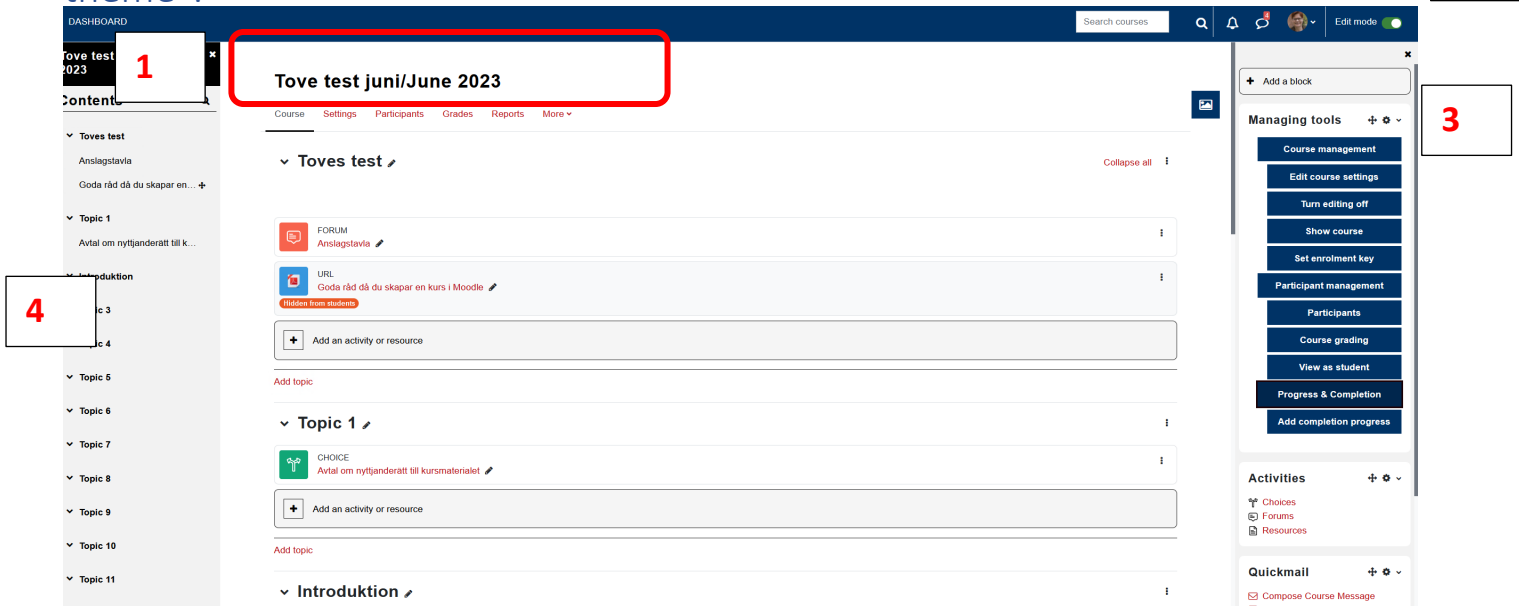 DASHBOARD
Search courses
Edit mode
Tove test
2023
1
Contents
Toves test
Anslagstavla
Goda råd då du skapar en...
Topic 1
Avtal om nyttjanderätt till k...
Introduktion
4
Topic 5
Topic 6
Topic 7
Topic 8
Topic 9
Topic 10
Topic 11
Tove test juni/June 2023
Course Settings Participants Grades Reports More
Toves test
Collapse all
FORUM
Anslagstavla
URL
Goda råd då du skapar en kurs i Moodle
Hidden from students
Add an activity or resource
Add topic
Topic 1
CHOICE
Avtal om nyttjanderätt till kursmaterialet
Add an activity or resource
Add topic
Introduktion
Add a block
3
Managing tools
Course management
Edit course settings
Turn editing off
Show course
Set enrolment key
Participant management
Participants
Course grading
View as student
Progress & Completion
Add completion progress
Activities
Choices
Forums
Resources
Quickmail
Compose Course Message